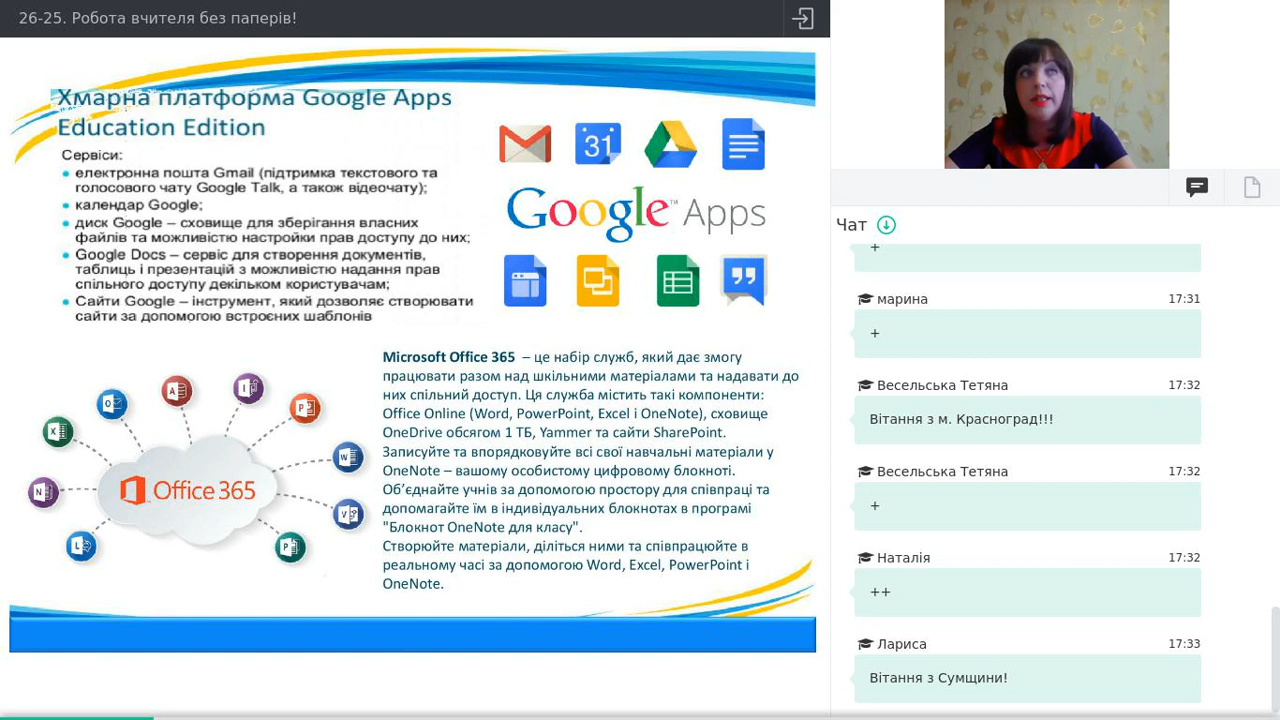 26-25. Робота вчителя без паперів!
Хмарна платформа Google Apps
Education Edition
Сервіси:
електронна пошта Gmail (підтримка текстового та
голосового чату Google Talk, а також відеочату);
календар Google;
диск Google – сховище для зберігання власних
файлів та можливістю настройки прав доступу до них;
Google Docs – сервіс для створення документів,
таблиць і презентацій з можливістю надання прав
спільного доступу декільком користувачам;
Сайти Google – інструмент, який дозволяє створювати
сайти за допомогою встроєних шаблонів
31
Google™ Apps
Microsoft Office 365 – це набір служб, який дає змогу
працювати разом над шкільними матеріалами та надавати до
них спільний доступ. Ця служба містить такі компоненти:
Office Online (Word, PowerPoint, Excel і OneNote), сховище
OneDrive обсягом 1 ТБ, Yammer та сайти SharePoint.
Записуйте та впорядковуйте всі свої навчальні матеріали у
OneNote – вашому особистому цифровому блокноті.
Об’єднайте учнів за допомогою простору для співпраці та
допомагайте їм в індивідуальних блокнотах в програмі
"Блокнот OneNote для класу".
Створюйте матеріали, діліться ними та співпрацюйте в
реальному часі за допомогою Word, Excel, PowerPoint і
OneNote.
Office 365
O
A
I
P
X
W
N
V
L
P
Чат
+
марина 17:31
+
Весельська Тетяна 17:32
Вітання з м. Красноград!!!
Весельська Тетяна 17:32
+
Наталія 17:32
++
Лариса 17:33
Вітання з Сумщини!